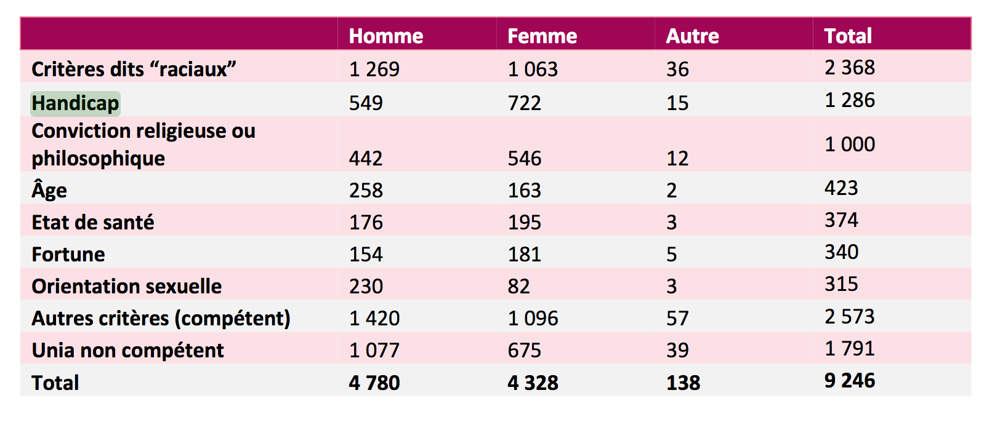 Homme Femme Autre Total
Critères dits “raciaux” 1 269 1 063 36 2 368
Handicap 549 722 15 1 286
Conviction religieuse ou
philosophique 442 546 12 1 000
Âge 258 163 2 423
Etat de santé 176 195 3 374
Fortune 154 181 5 340
Orientation sexuelle 230 82 3 315
Autres critères (compétent) 1 420 1 096 57 2 573
Unia non compétent 1 077 675 39 1 791
Total 4 780 4 328 138 9 246